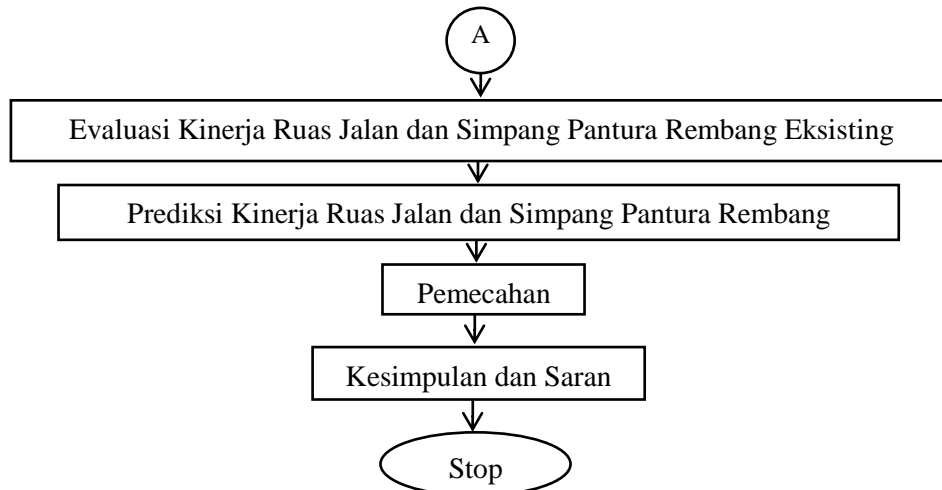 A
Evaluasi Kinerja Ruas Jalan dan Simpang Pantura Rembang Eksisting
Prediksi Kinerja Ruas Jalan dan Simpang Pantura Rembang
Pemecahan
Kesimpulan dan Saran
Stop